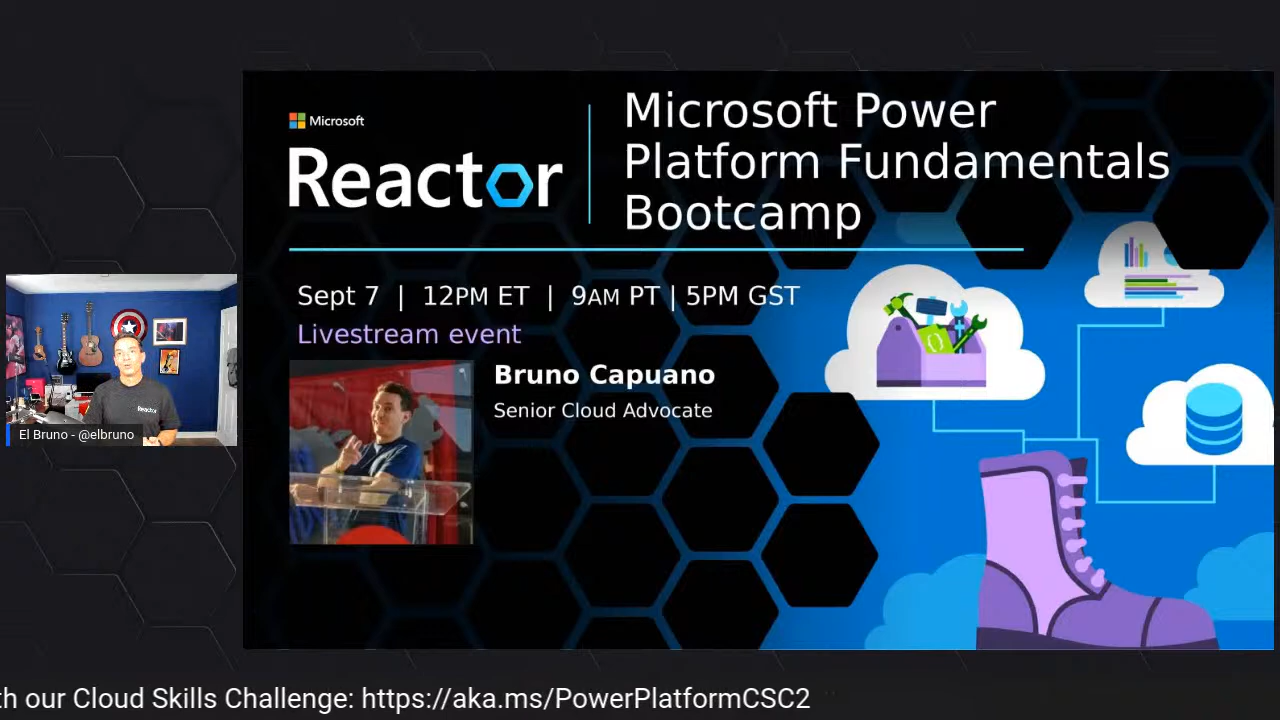 Microsoft
Reactor
Microsoft Power
Platform Fundamentals
Bootcamp
Sept 7 | 12PM ET | 9AM PT | 5PM GST
Livestream event
Bruno Capuano
Senior Cloud Advocate
Reactor
El Bruno - @elbruno
th our Cloud Skills Challenge: https://aka.ms/PowerPlatformCSC2